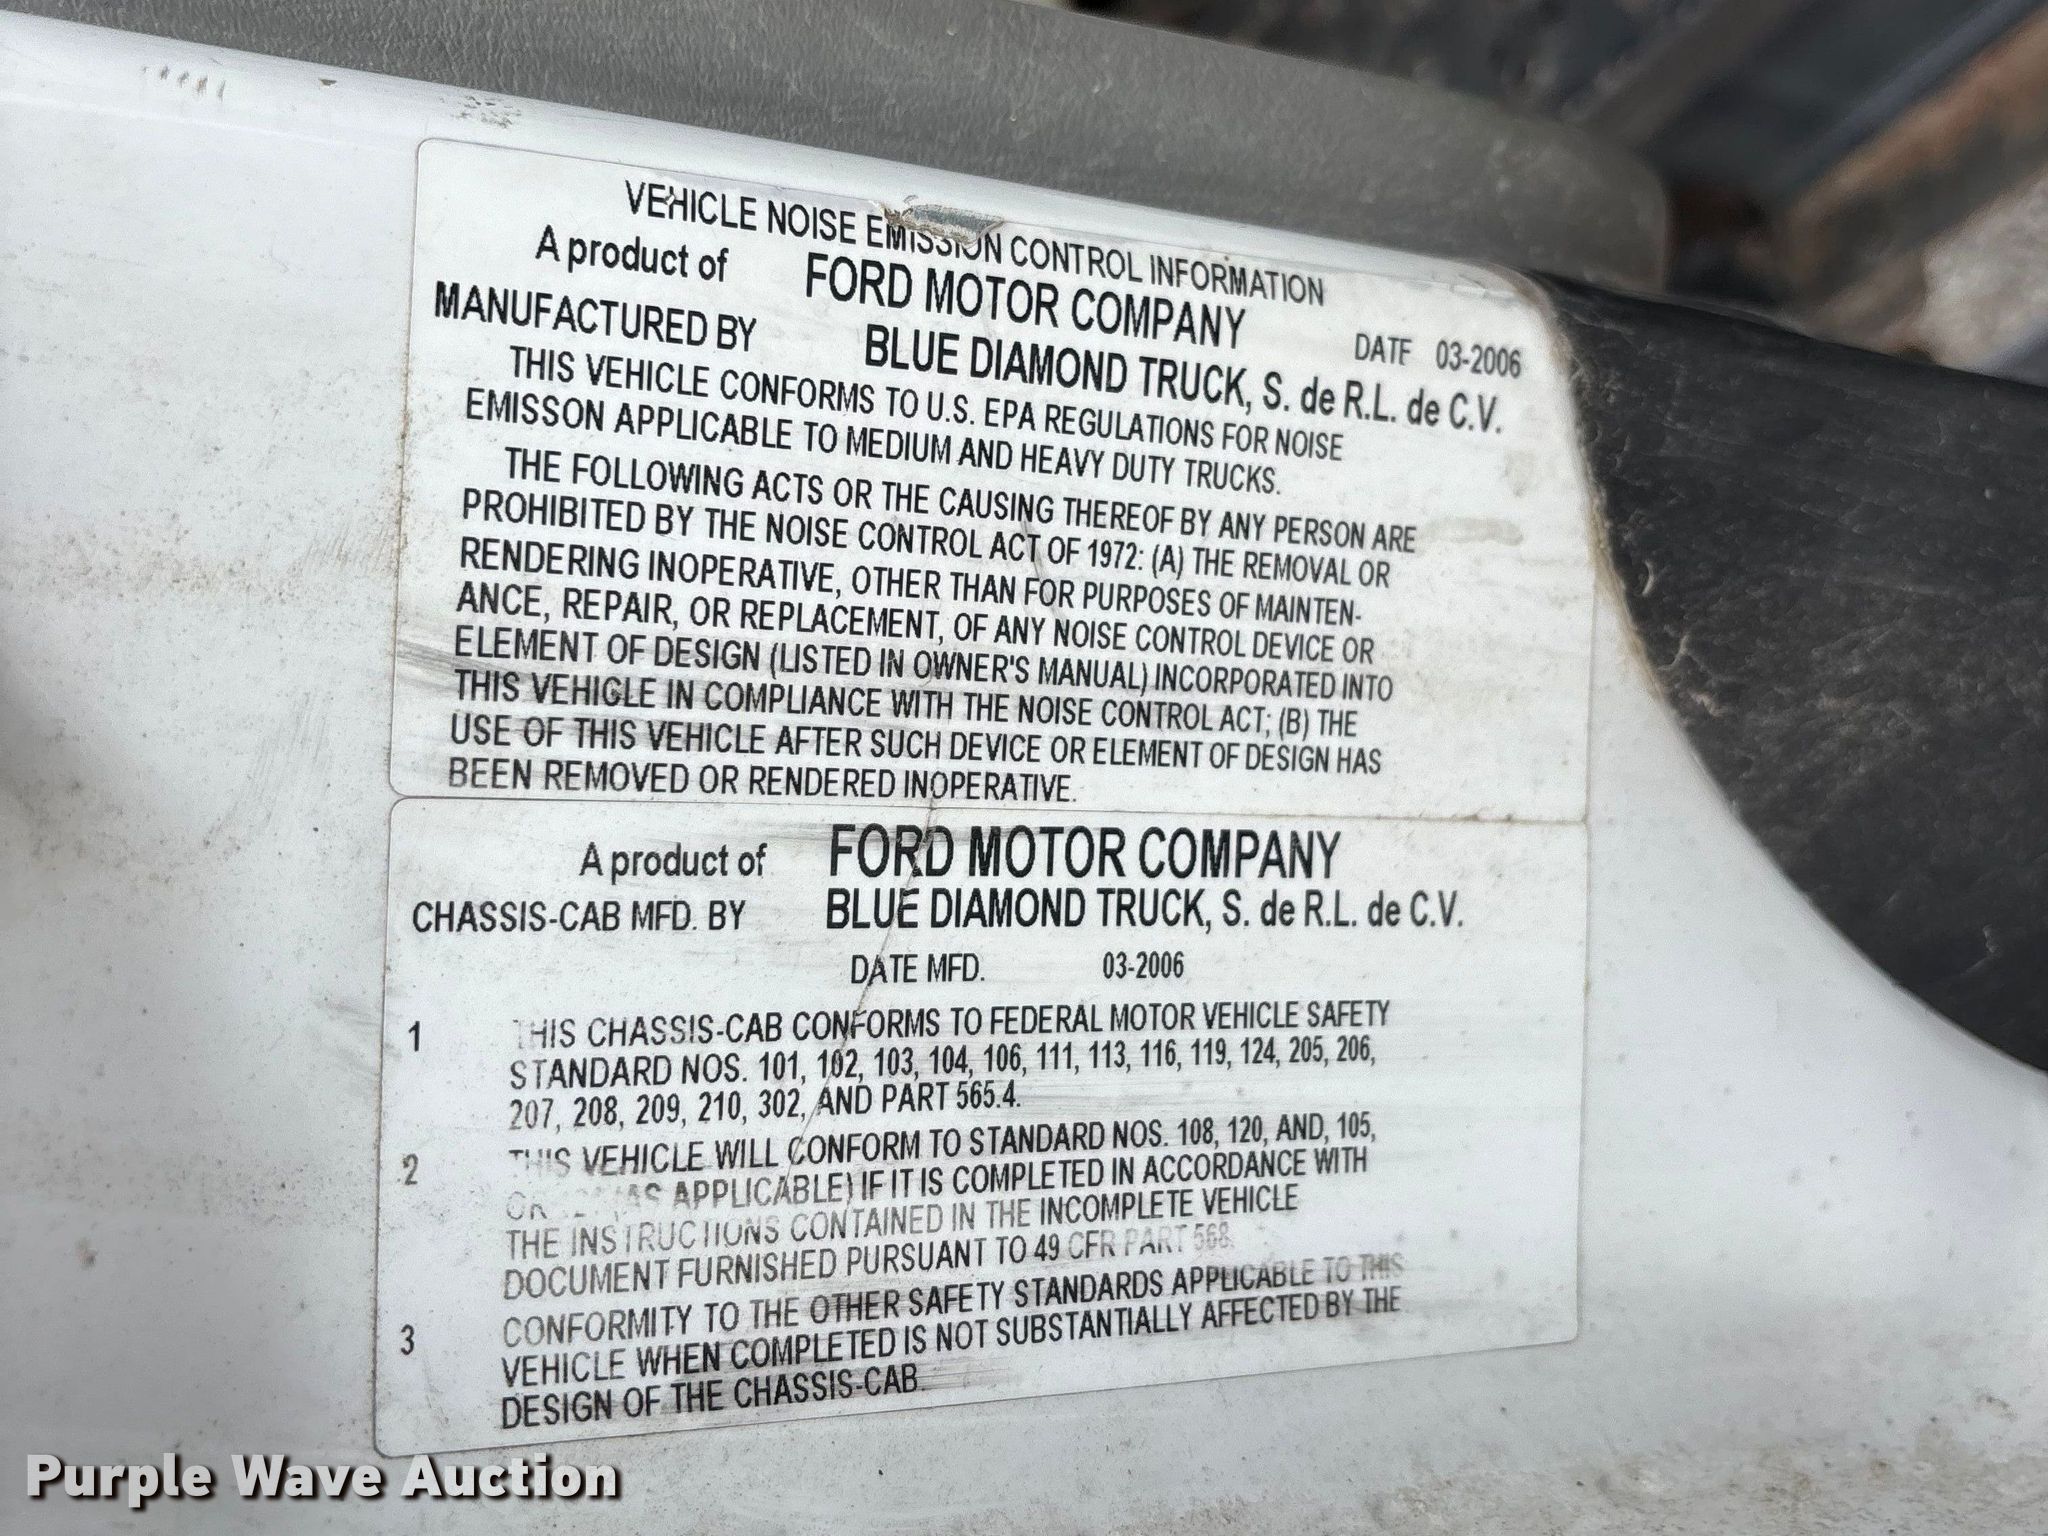 VEHICLE NOISE EMISSION CONTROL INFORMATION
A product of FORD MOTOR COMPANY DATE 03-2006
MANUFACTURED BY BLUE DIAMOND TRUCK, S. de R.L. de C.V.
THIS VEHICLE CONFORMS TO U.S. EPA REGULATIONS FOR NOISE
EMISSON APPLICABLE TO MEDIUM AND HEAVY DUTY TRUCKS.
THE FOLLOWING ACTS OR THE CAUSING THEREOF BY ANY PERSON ARE
PROHIBITED BY THE NOISE CONTROL ACT OF 1972: (A) THE REMOVAL OR
RENDERING INOPERATIVE, OTHER THAN FOR PURPOSES OF MAINTEN-
ANCE, REPAIR, OR REPLACEMENT, OF ANY NOISE CONTROL DEVICE OR
ELEMENT OF DESIGN (LISTED IN OWNER'S MANUAL) INCORPORATED INTO
THIS VEHICLE IN COMPLIANCE WITH THE NOISE CONTROL ACT; (B) THE
USE OF THIS VEHICLE AFTER SUCH DEVICE OR ELEMENT OF DESIGN HAS
BEEN REMOVED OR RENDERED INOPERATIVE.
A product of FORD MOTOR COMPANY
CHASSIS-CAB MFD. BY BLUE DIAMOND TRUCK, S. de R.L. de C.V.
DATE MFD. 03-2006
1 THIS CHASSIS-CAB CONFORMS TO FEDERAL MOTOR VEHICLE SAFETY
STANDARD NOS. 101, 102, 103, 104, 106, 111, 113, 116, 119, 124, 205, 206,
207, 208, 209, 210, 302, AND PART 565.4.
2 THIS VEHICLE WILL CONFORM TO STANDARD NOS. 108, 120, AND, 105,
OR (AS APPLICABLE) IF IT IS COMPLETED IN ACCORDANCE WITH
THE INSTRUCTIONS CONTAINED IN THE INCOMPLETE VEHICLE
DOCUMENT FURNISHED PURSUANT TO 49 CFR PART 568.
3 CONFORMITY TO THE OTHER SAFETY STANDARDS APPLICABLE TO THIS
VEHICLE WHEN COMPLETED IS NOT SUBSTANTIALLY AFFECTED BY THE
DESIGN OF THE CHASSIS-CAB.
Purple Wave Auction